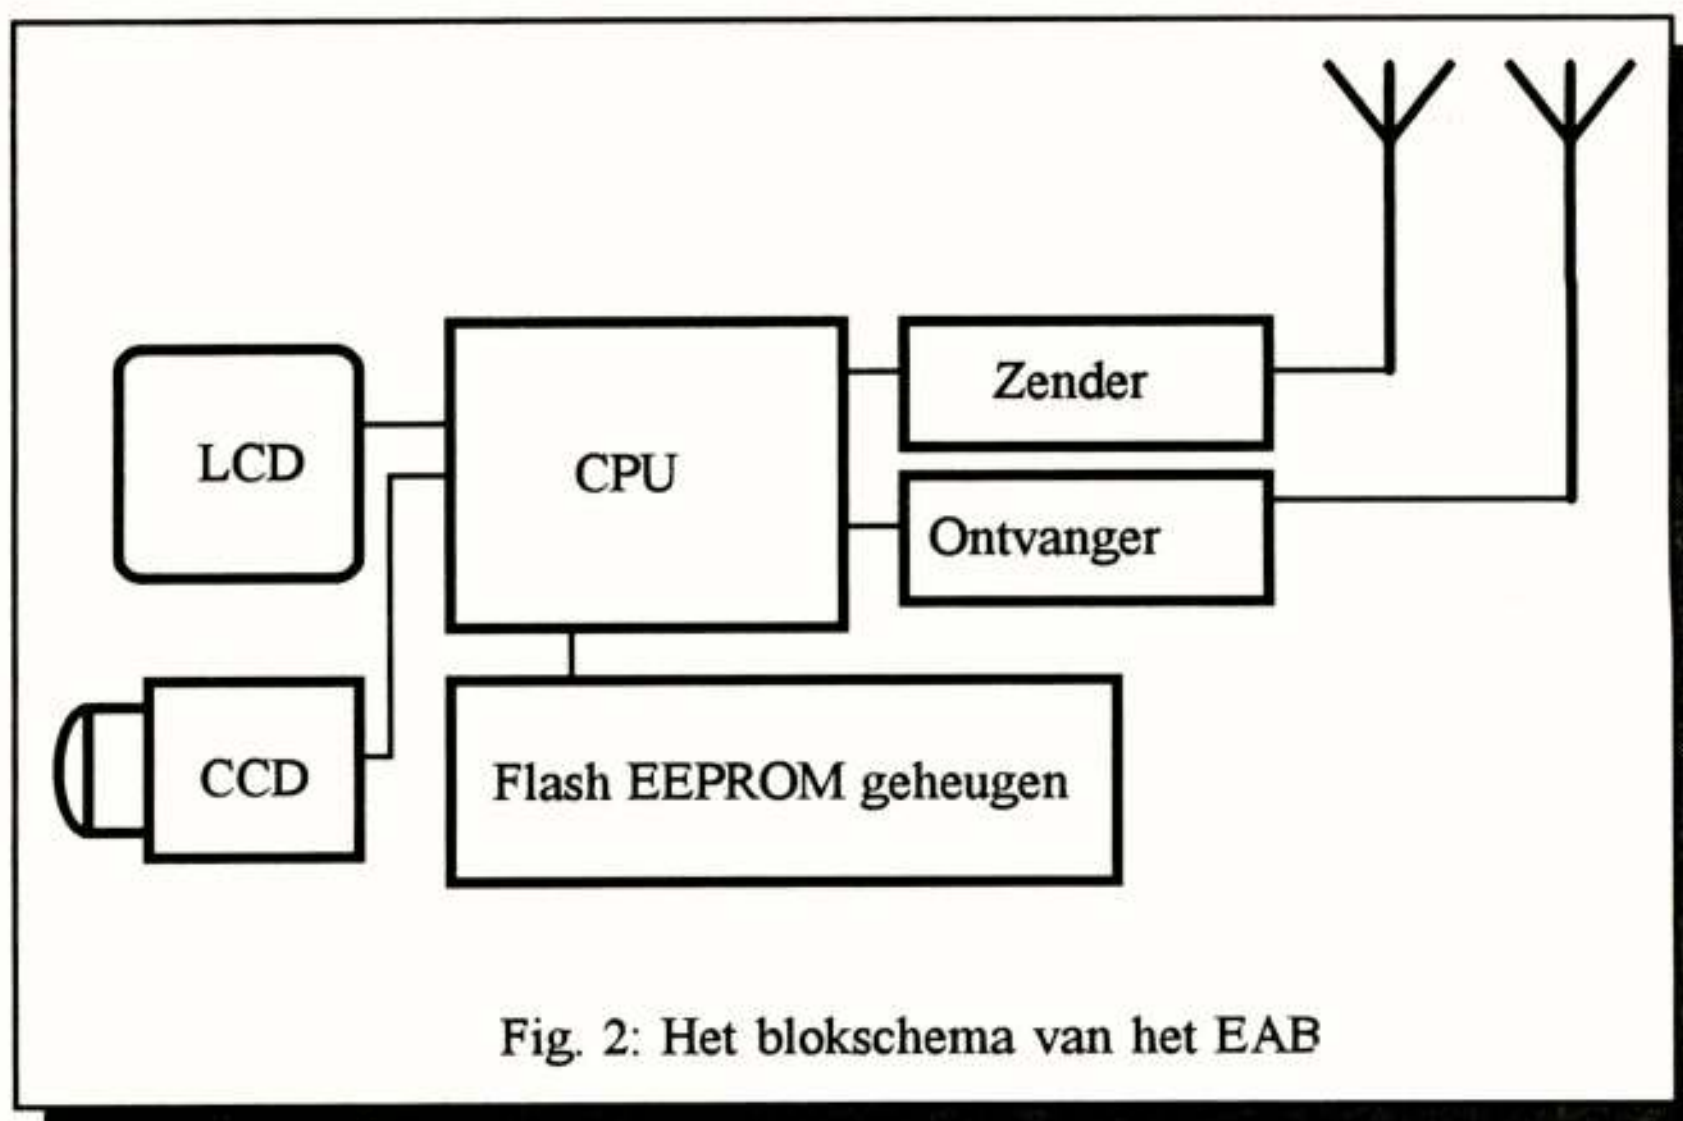 LCD
CPU
Zender
Ontvanger
CCD
Flash EEPROM geheugen
Fig. 2: Het blokschema van het EAB